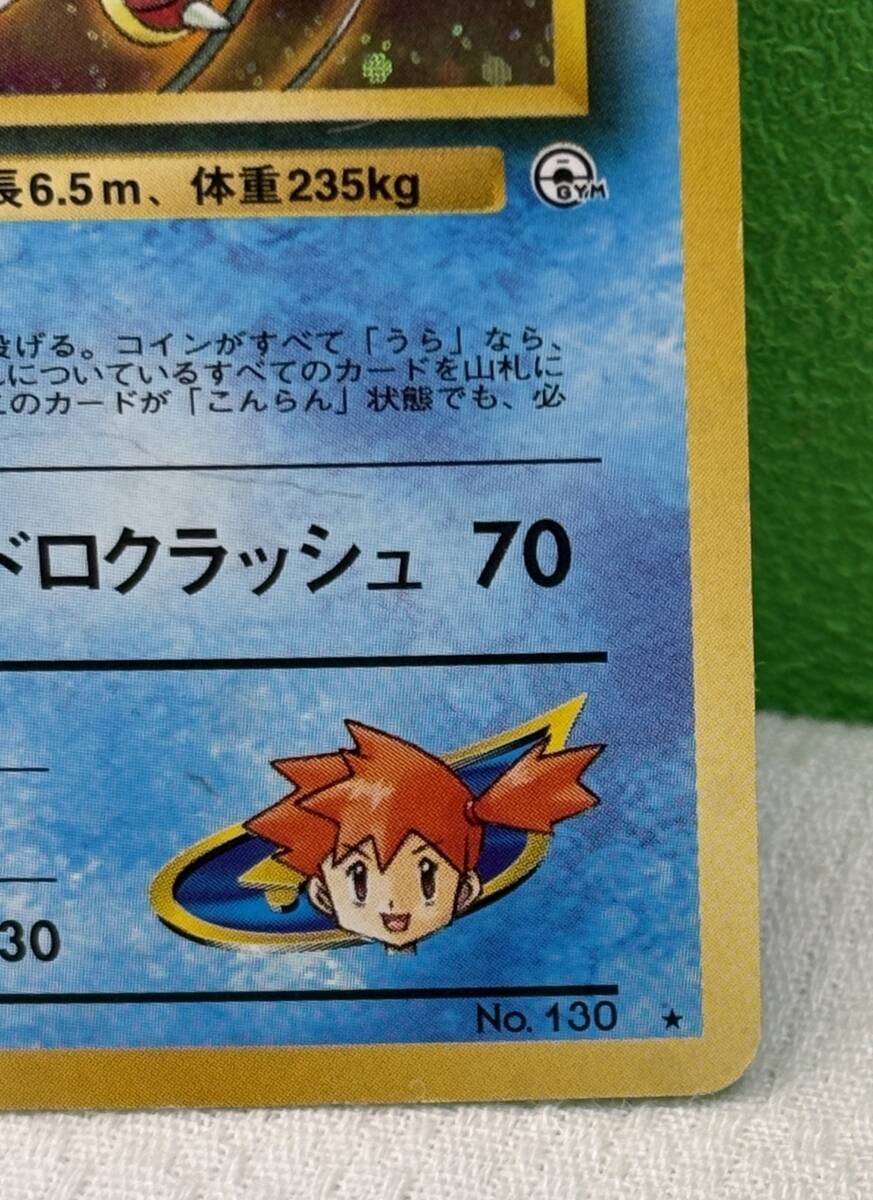 長6.5m、体重235kg
GYM
投げる。コインがすべて「うら」なら、
についているすべてのカードを山札に
このカードが「こんらん」状態でも、必
ドロクラッシュ 70
30
No. 130 ★